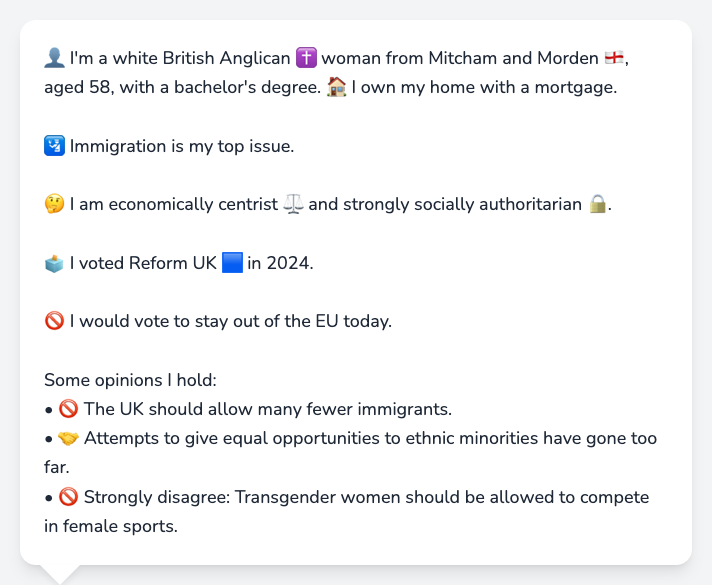 👤 I'm a white British Anglican ✝️ woman from Mitcham and Morden 🏴󠁧󠁢󠁥󠁮󠁧󠁿,
aged 58, with a bachelor's degree. 🏠 I own my home with a mortgage.
🛂 Immigration is my top issue.
🤔 I am economically centrist ⚖️ and strongly socially authoritarian 🔒.
🗳️ I voted Reform UK 🟦 in 2024.
🚫 I would vote to stay out of the EU today.
Some opinions I hold:
• 🚫 The UK should allow many fewer immigrants.
• 🤝 Attempts to give equal opportunities to ethnic minorities have gone too
far.
• 🚫 Strongly disagree: Transgender women should be allowed to compete
in female sports.